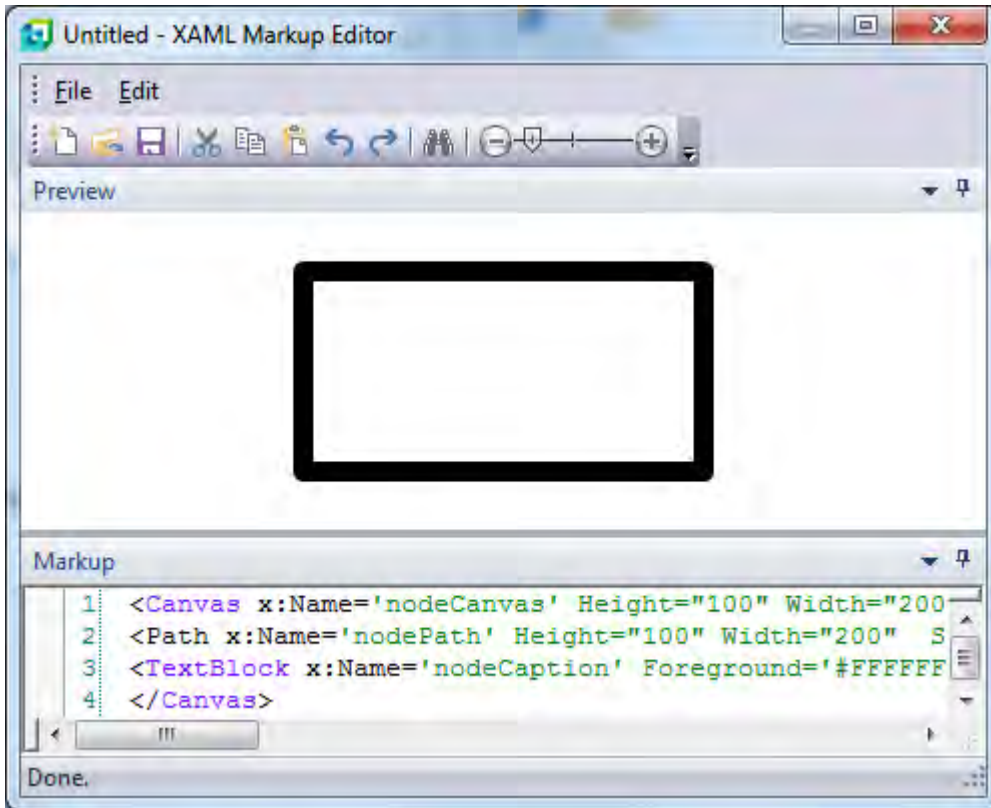 Untitled - XAML Markup Editor
File Edit
Preview
Markup
1 <Canvas x:Name='nodeCanvas' Height="100" Width="200
2 <Path x:Name='nodePath' Height="100" Width="200"  S
3 <TextBlock x:Name='nodeCaption' Foreground='#FFFFFF
4 </Canvas>
Done.